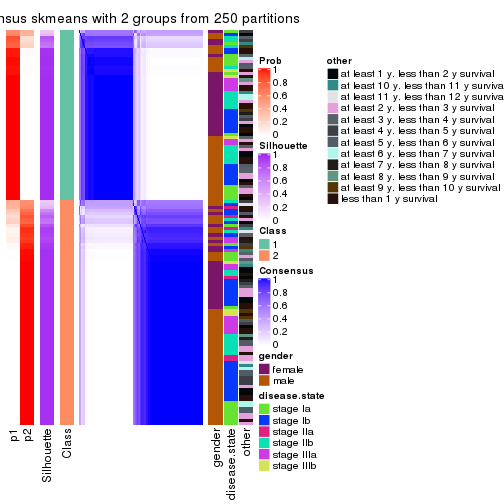 nsus skmeans with 2 groups from 250 partitions
Prob
1
0.8
0.6
0.4
0.2
0
Silhouette
1
0.8
0.6
0.4
0.2
0
Class
1
2
Consensus
1
0.8
0.6
0.4
0.2
0
gender
female
male
disease.state
stage Ia
stage Ib
stage IIa
stage IIb
stage IIIa
stage IIIb
other
at least 1 y. less than 2 y survival
at least 10 y. less than 11 y surviva
at least 11 y. less than 12 y surviva
at least 2 y. less than 3 y survival
at least 3 y. less than 4 y survival
at least 4 y. less than 5 y survival
at least 5 y. less than 6 y survival
at least 6 y. less than 7 y survival
at least 7 y. less than 8 y survival
at least 8 y. less than 9 y survival
at least 9 y. less than 10 y survival
less than 1 y survival
p1
p2
Silhouette
Class
gender
disease.state
other